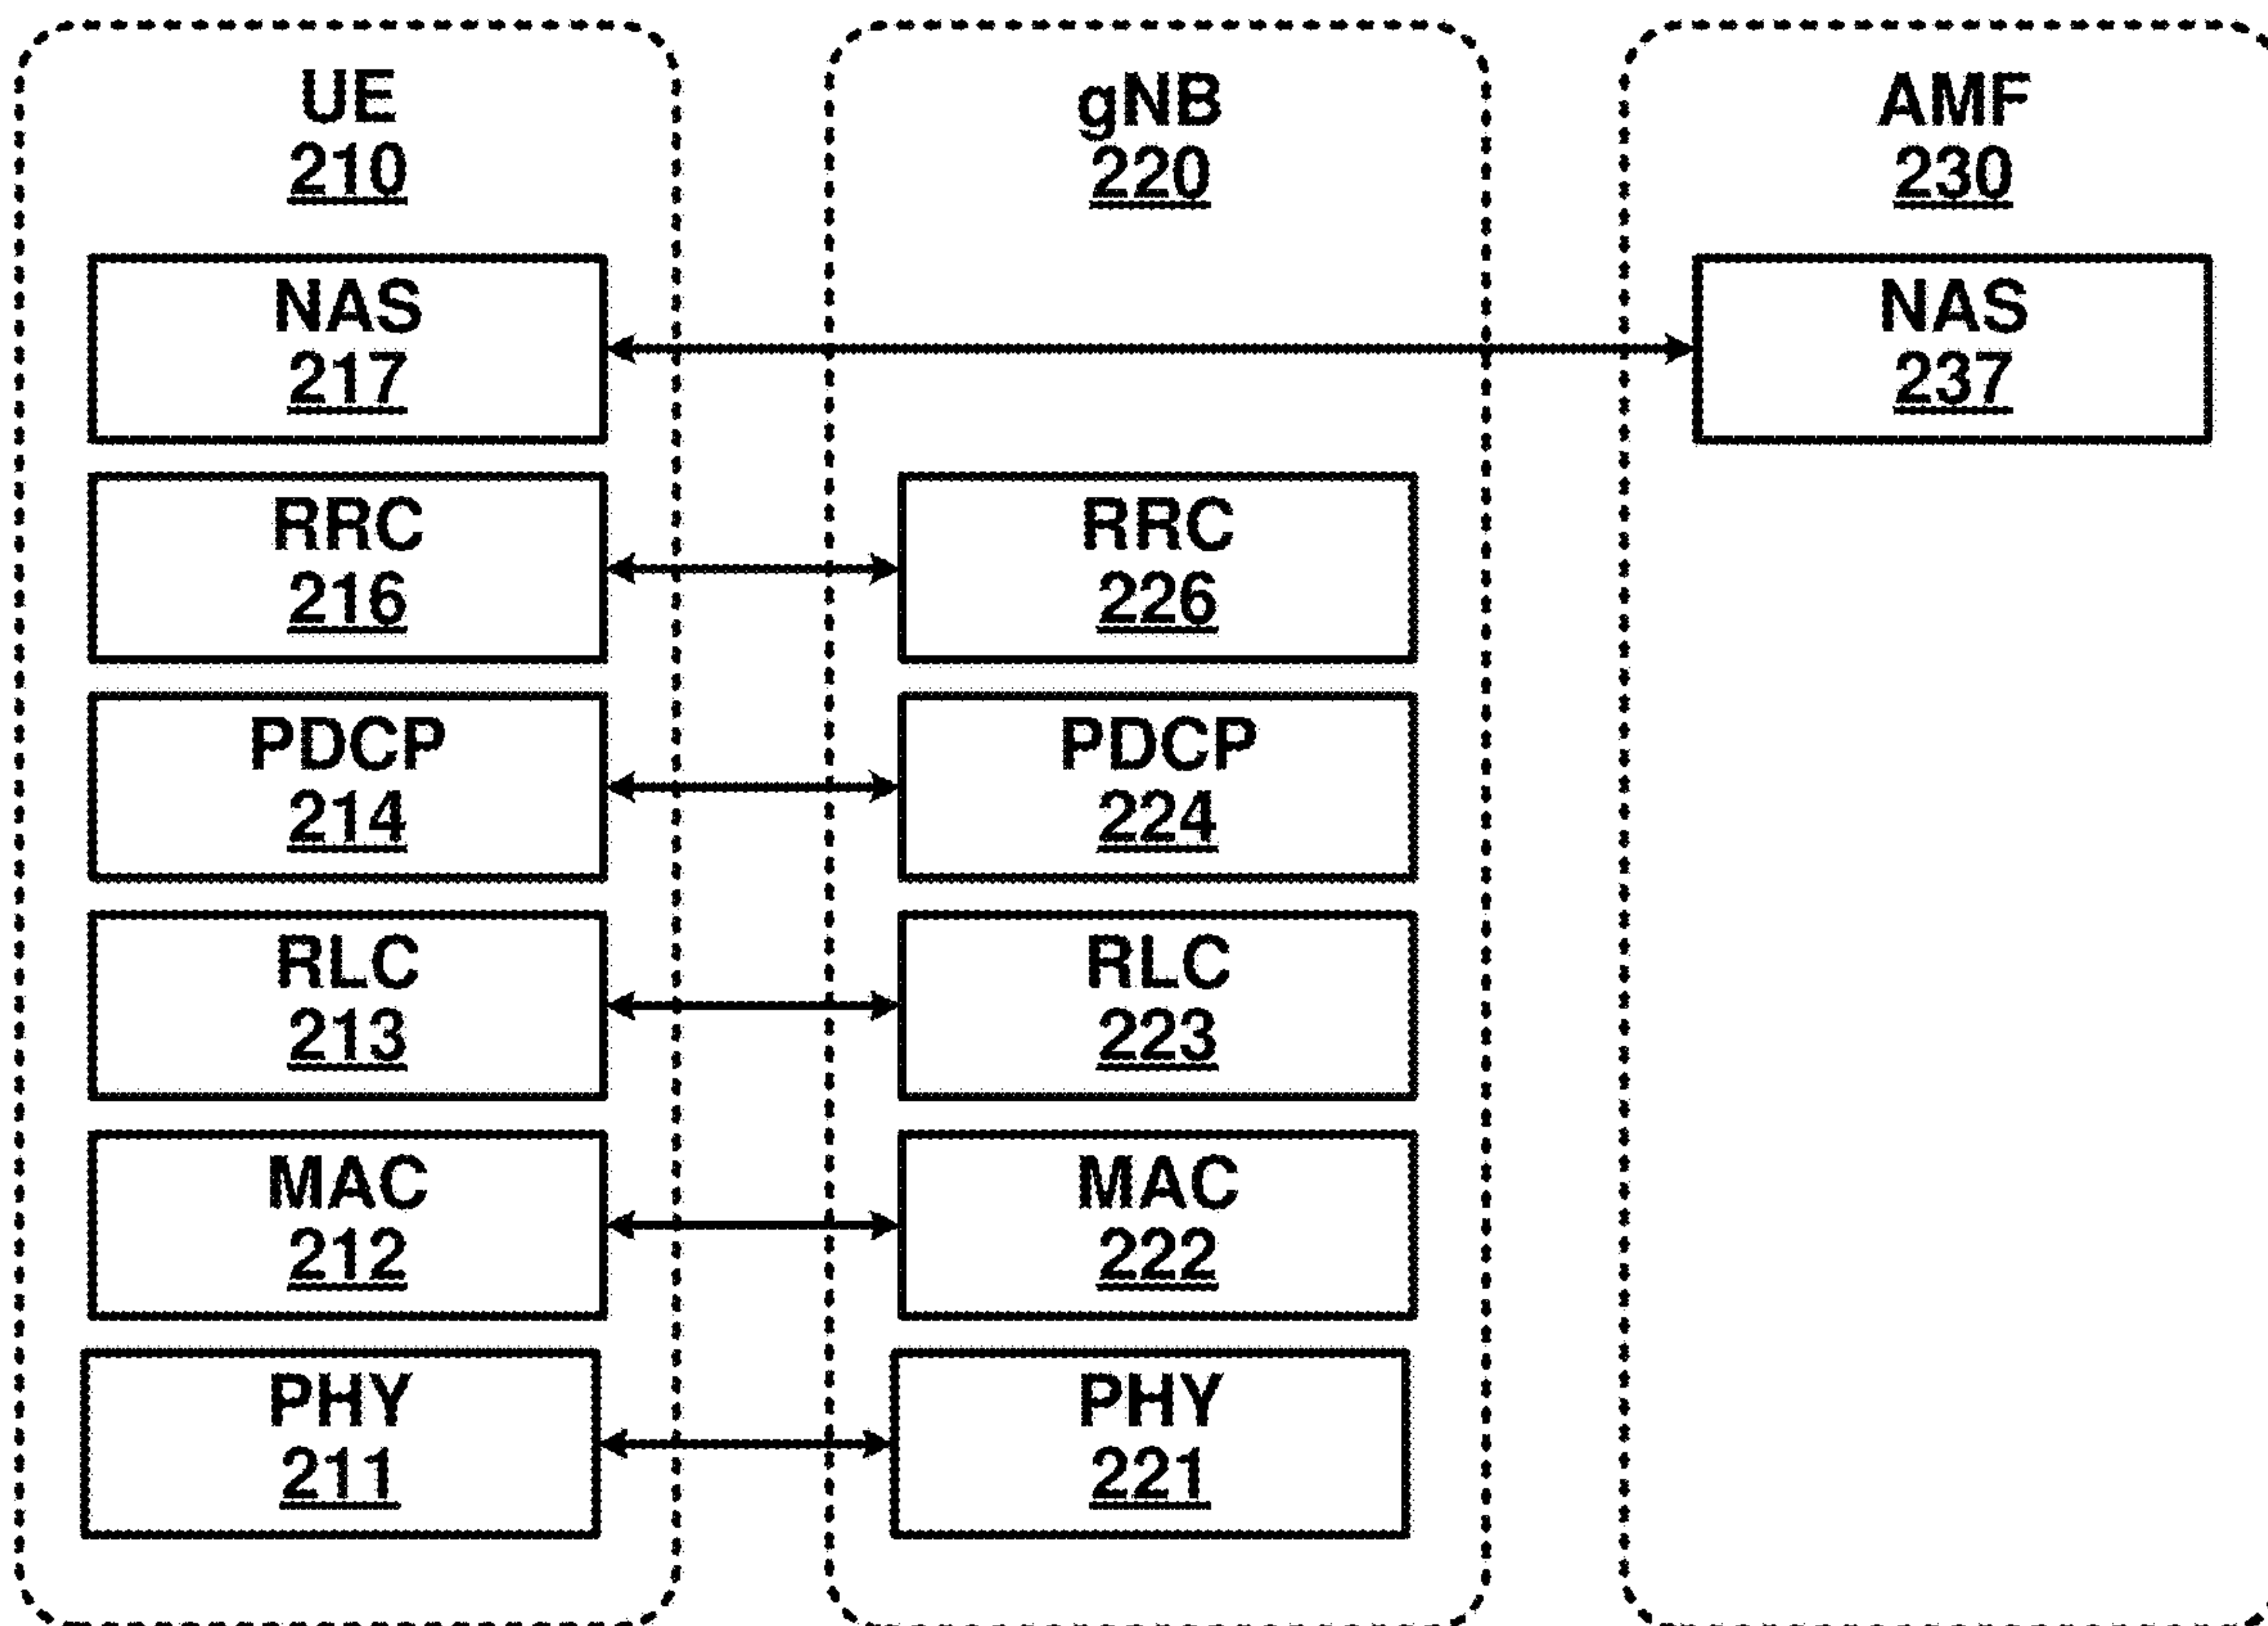 UE
210
gNB
220
AMF
230
NAS
217
NAS
237
RRC
216
RRC
226
PDCP
214
PDCP
224
RLC
213
RLC
223
MAC
212
MAC
222
PHY
211
PHY
221